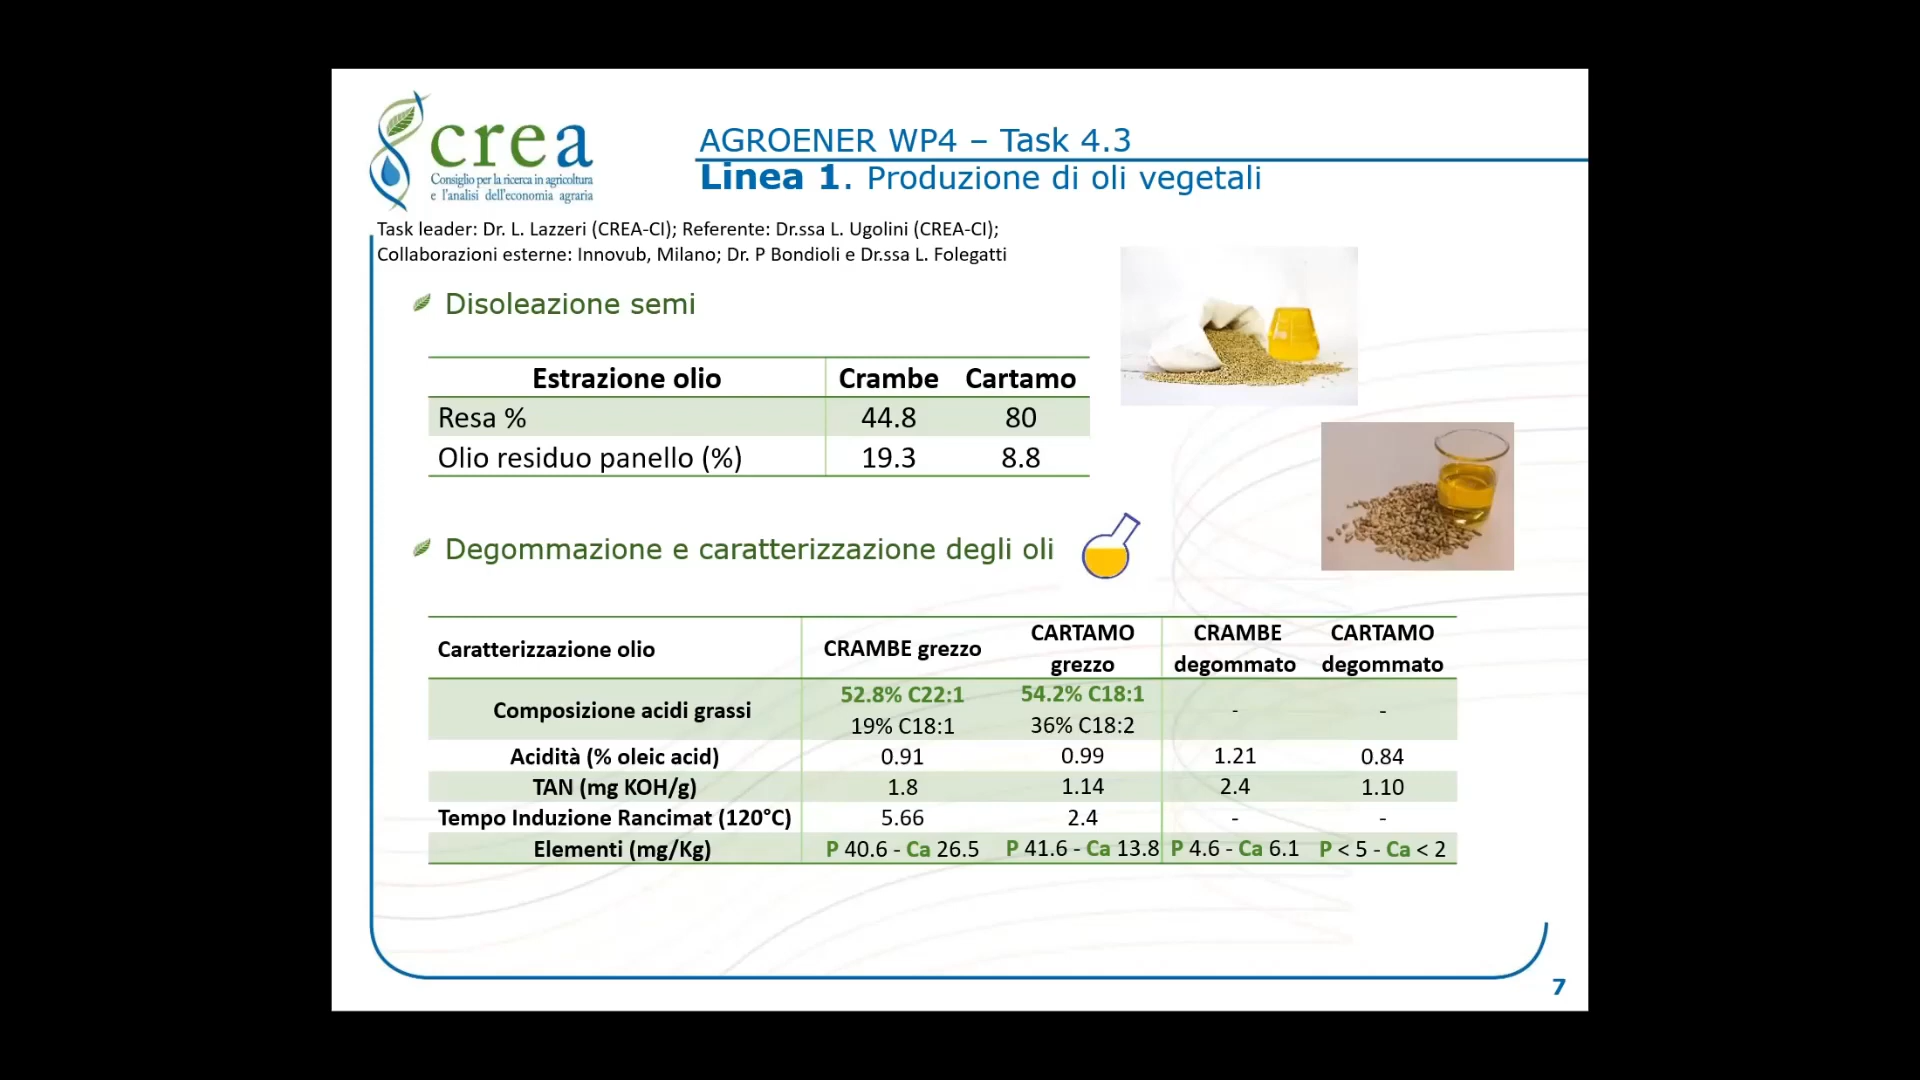 crea
Consiglio per la ricerca in agricoltura
e l'analisi dell'economia agraria
AGROENER WP4 – Task 4.3
Linea 1. Produzione di oli vegetali
Task leader: Dr. L. Lazzeri (CREA-CI); Referente: Dr.ssa L. Ugolini (CREA-CI);
Collaborazioni esterne: Innovub, Milano; Dr. P Bondioli e Dr.ssa L. Folegatti
Disoleazione semi
Estrazione olio Crambe Cartamo
Resa % 44.8 80
Olio residuo panello (%) 19.3 8.8
Degommazione e caratterizzazione degli oli
Caratterizzazione olio CRAMBE grezzo CARTAMO grezzo CRAMBE degommato CARTAMO degommato
Composizione acidi grassi 52.8% C22:1 19% C18:1 54.2% C18:1 36% C18:2 - -
Acidità (% oleic acid) 0.91 0.99 1.21 0.84
TAN (mg KOH/g) 1.8 1.14 2.4 1.10
Tempo Induzione Rancimat (120°C) 5.66 2.4 - -
Elementi (mg/Kg) P 40.6 - Ca 26.5 P 41.6 - Ca 13.8 P 4.6 - Ca 6.1 P < 5 - Ca < 2
7